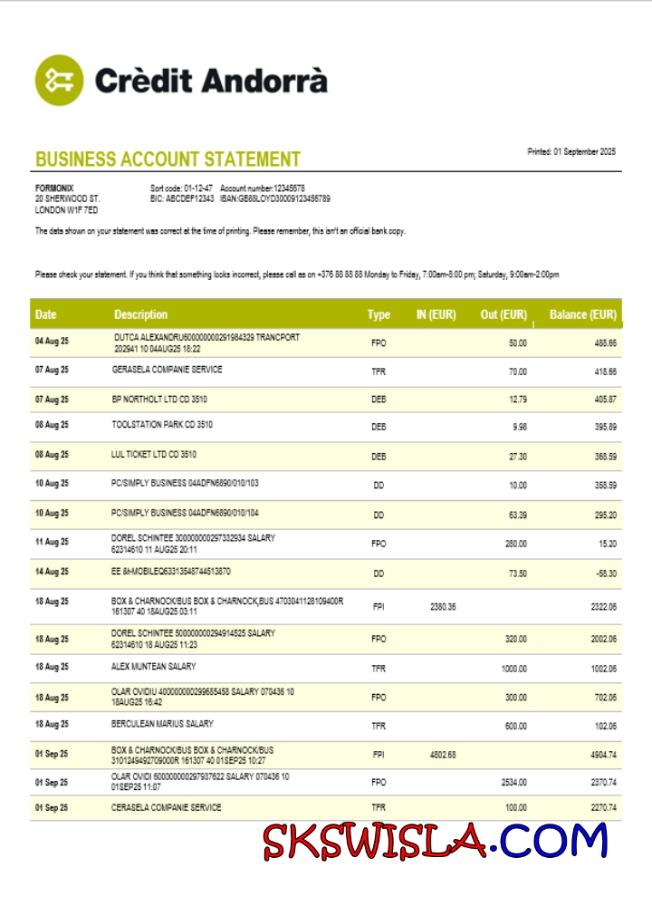 Crèdit Andorrà
BUSINESS ACCOUNT STATEMENT
Printed: 01 September 2025
FORMONIX
20 SHERWOOD ST.
LONDON W1F 7ED
Sort code: 01-12-47 Account number:12345678
BIC: ABCDEF12343 IBAN:GB88LOYD30009123456789
The data shown on your statement was correct at the time of printing. Please remember, this isn't an official bank copy.
Please check your statement. If you think that something looks incorrect, please call as on +376 88 88 88 Monday to Friday, 7:00am-8:00 pm; Saturday, 9:00am-2:00pm
Date Description Type IN (EUR) Out (EUR) Balance (EUR)
04 Aug 25 DUTCA ALEXANDRU600000000291984329 TRANCPORT
202941 10 04AUG25 18:22 FPO 50.00 488.66
07 Aug 25 GERASELA COMPANIE SERVICE TFR 70.00 418.66
07 Aug 25 BP NORTHOLT LTD CD 3510 DEB 12.79 405.87
08 Aug 25 TOOLSTATION PARK CD 3510 DEB 9.98 395.89
08 Aug 25 LUL TICKET LTD CD 3510 DEB 27.30 368.59
10 Aug 25 PC/SIMPLY BUSINESS 04ADFN6890/010/103 DD 10.00 358.59
10 Aug 25 PC/SIMPLY BUSINESS 04ADFN6890/010/104 DD 63.39 295.20
11 Aug 25 DOREL SCHINTEE 300000000297332934 SALARY
62314610 11 AUG25 20:11 FPO 280.00 15.20
14 Aug 25 EE &I-MOBILEQ63313548744513870 DD 73.50 -58.30
18 Aug 25 BOX & CHARNOCK/BUS BOX & CHARNOCK,BUS 4703041128109400R
161307 40 18AUG25 03:11 FPI 2380.36 2322.06
18 Aug 25 DOREL SCHINTEE 500000000294914525 SALARY
62314610 18 AUG25 11:23 FPO 320.00 2002.06
18 Aug 25 ALEX MUNTEAN SALARY TFR 1000.00 1002.06
18 Aug 25 OLAR OVIDIU 400000000299685458 SALARY 070436 10
18AUG25 16:42 FPO 300.00 702.06
18 Aug 25 BERCULEAN MARIUS SALARY TFR 600.00 102.06
01 Sep 25 BOX & CHARNOCK/BUS BOX & CHARNOCK/BUS
31012494927090​00R 161307 40 01SEP25 10:27 FPI 4802.68 4904.74
01 Sep 25 OLAR OVIDI 600000000297937622 SALARY 070436 10
01SEP25 11:07 FPO 2534.00 2370.74
01 Sep 25 CERASELA COMPANIE SERVICE TFR 100.00 2270.74
SKSWISLA.COM